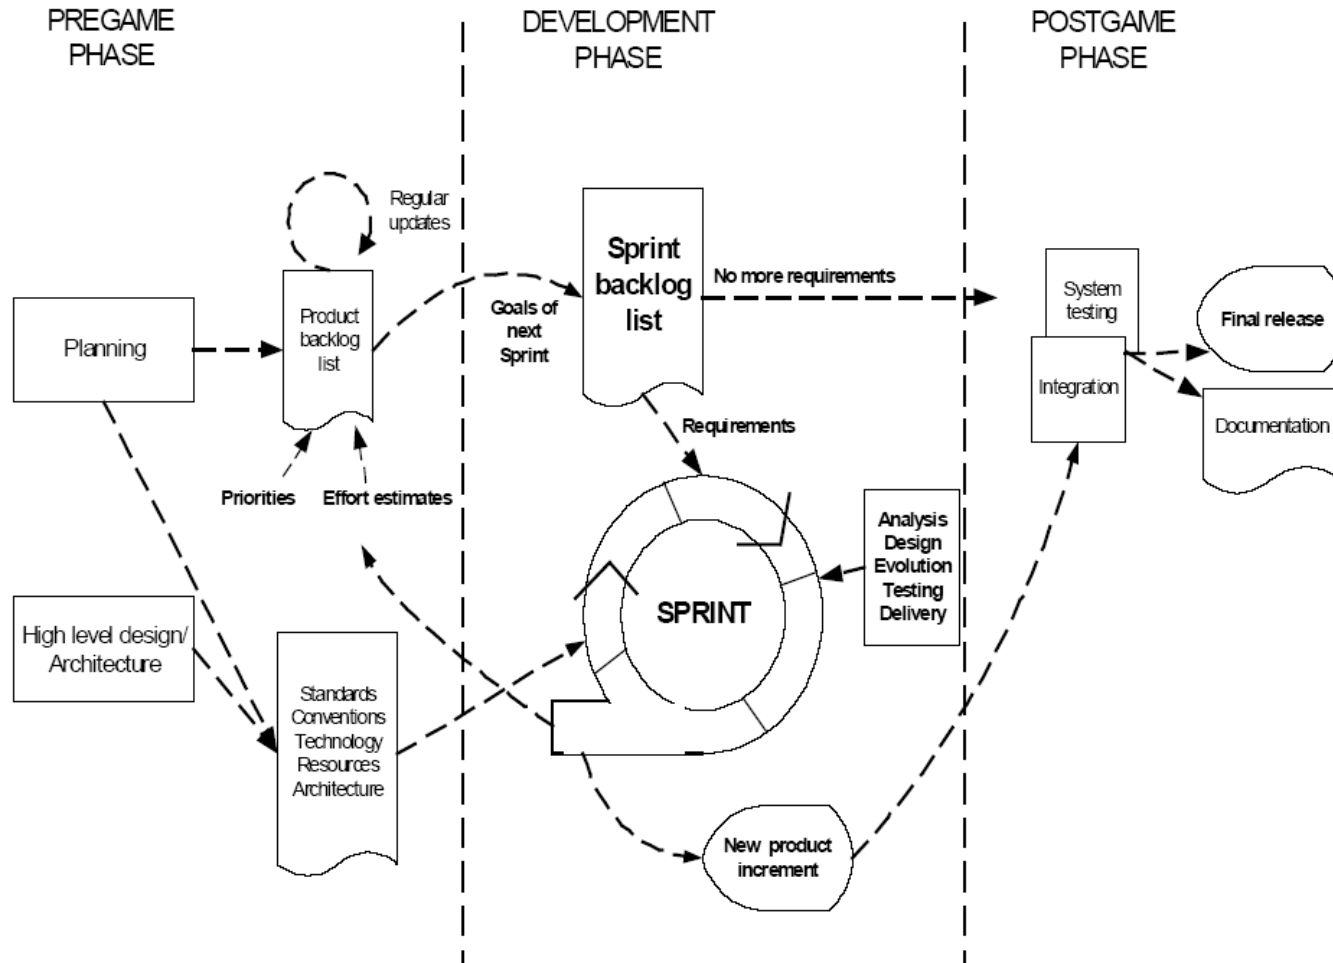 PREGAME
PHASE
DEVELOPMENT
PHASE
POSTGAME
PHASE
Regular
updates
Planning
Product
backlog
list
Goals of
next
Sprint
Sprint
backlog
list
No more requirements
System
testing
Integration
Final release
Documentation
Priorities
Effort estimates
Requirements
Analysis
Design
Evolution
Testing
Delivery
SPRINT
High level design/
Architecture
Standards
Conventions
Technology
Resources
Architecture
New product
increment